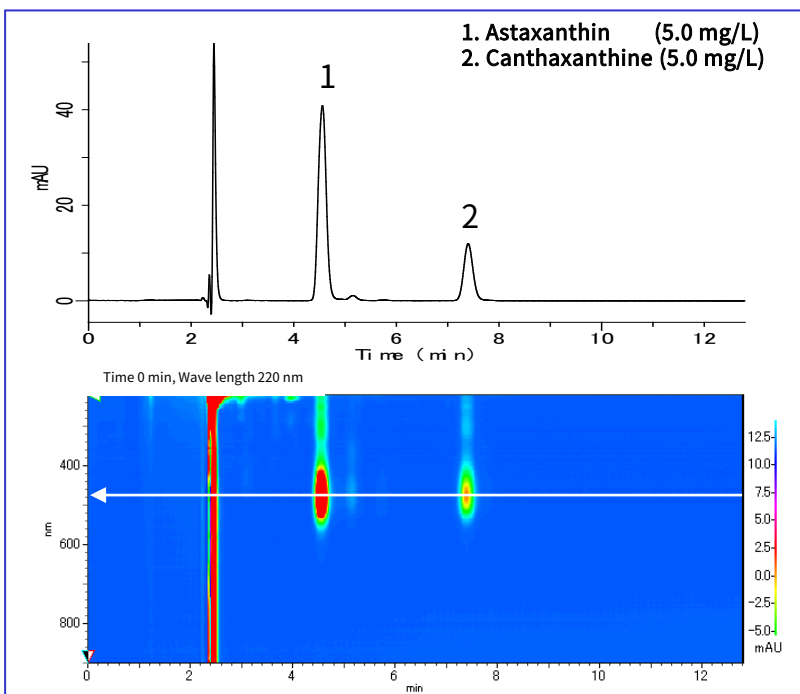 1. Astaxanthin (5.0 mg/L)
2. Canthaxanthine (5.0 mg/L)
1
2
mAU
40
20
0
0 2 4 6 8 10 12
Time (min)
Time 0 min, Wave length 220 nm
nm
400
600
800
0 2 4 6 8 10 12
min
12.5
10.0
7.5
5.0
2.5
0.0
-2.5
-5.0
mAU